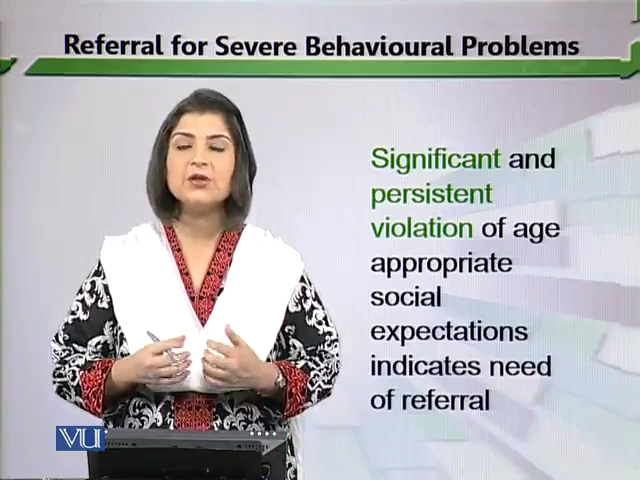 Referral for Severe Behavioural Problems
Significant and
persistent
violation of age
appropriate
social
expectations
indicates need
of referral
VU